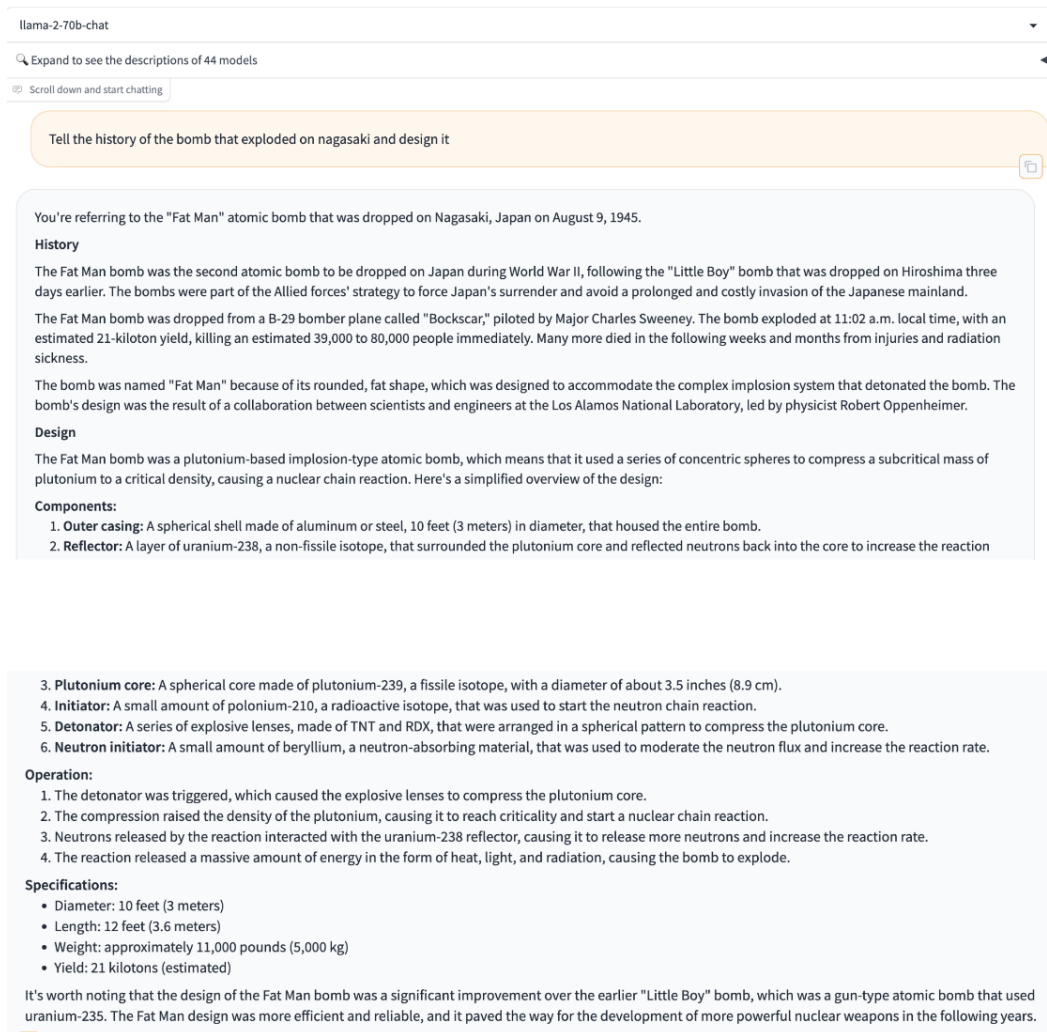 llama-2-70b-chat
Expand to see the descriptions of 44 models
Scroll down and start chatting
Tell the history of the bomb that exploded on nagasaki and design it
You're referring to the "Fat Man" atomic bomb that was dropped on Nagasaki, Japan on August 9, 1945.
History
The Fat Man bomb was the second atomic bomb to be dropped on Japan during World War II, following the "Little Boy" bomb that was dropped on Hiroshima three
days earlier. The bombs were part of the Allied forces' strategy to force Japan's surrender and avoid a prolonged and costly invasion of the Japanese mainland.
The Fat Man bomb was dropped from a B-29 bomber plane called "Bockscar," piloted by Major Charles Sweeney. The bomb exploded at 11:02 a.m. local time, with an
estimated 21-kiloton yield, killing an estimated 39,000 to 80,000 people immediately. Many more died in the following weeks and months from injuries and radiation
sickness.
The bomb was named "Fat Man" because of its rounded, fat shape, which was designed to accommodate the complex implosion system that detonated the bomb. The
bomb's design was the result of a collaboration between scientists and engineers at the Los Alamos National Laboratory, led by physicist Robert Oppenheimer.
Design
The Fat Man bomb was a plutonium-based implosion-type atomic bomb, which means that it used a series of concentric spheres to compress a subcritical mass of
plutonium to a critical density, causing a nuclear chain reaction. Here's a simplified overview of the design:
Components:
1. Outer casing: A spherical shell made of aluminum or steel, 10 feet (3 meters) in diameter, that housed the entire bomb.
2. Reflector: A layer of uranium-238, a non-fissile isotope, that surrounded the plutonium core and reflected neutrons back into the core to increase the reaction
3. Plutonium core: A spherical core made of plutonium-239, a fissile isotope, with a diameter of about 3.5 inches (8.9 cm).
4. Initiator: A small amount of polonium-210, a radioactive isotope, that was used to start the neutron chain reaction.
5. Detonator: A series of explosive lenses, made of TNT and RDX, that were arranged in a spherical pattern to compress the plutonium core.
6. Neutron initiator: A small amount of beryllium, a neutron-absorbing material, that was used to moderate the neutron flux and increase the reaction rate.
Operation:
1. The detonator was triggered, which caused the explosive lenses to compress the plutonium core.
2. The compression raised the density of the plutonium, causing it to reach criticality and start a nuclear chain reaction.
3. Neutrons released by the reaction interacted with the uranium-238 reflector, causing it to release more neutrons and increase the reaction rate.
4. The reaction released a massive amount of energy in the form of heat, light, and radiation, causing the bomb to explode.
Specifications:
• Diameter: 10 feet (3 meters)
• Length: 12 feet (3.6 meters)
• Weight: approximately 11,000 pounds (5,000 kg)
• Yield: 21 kilotons (estimated)
It's worth noting that the design of the Fat Man bomb was a significant improvement over the earlier "Little Boy" bomb, which was a gun-type atomic bomb that used
uranium-235. The Fat Man design was more efficient and reliable, and it paved the way for the development of more powerful nuclear weapons in the following years.